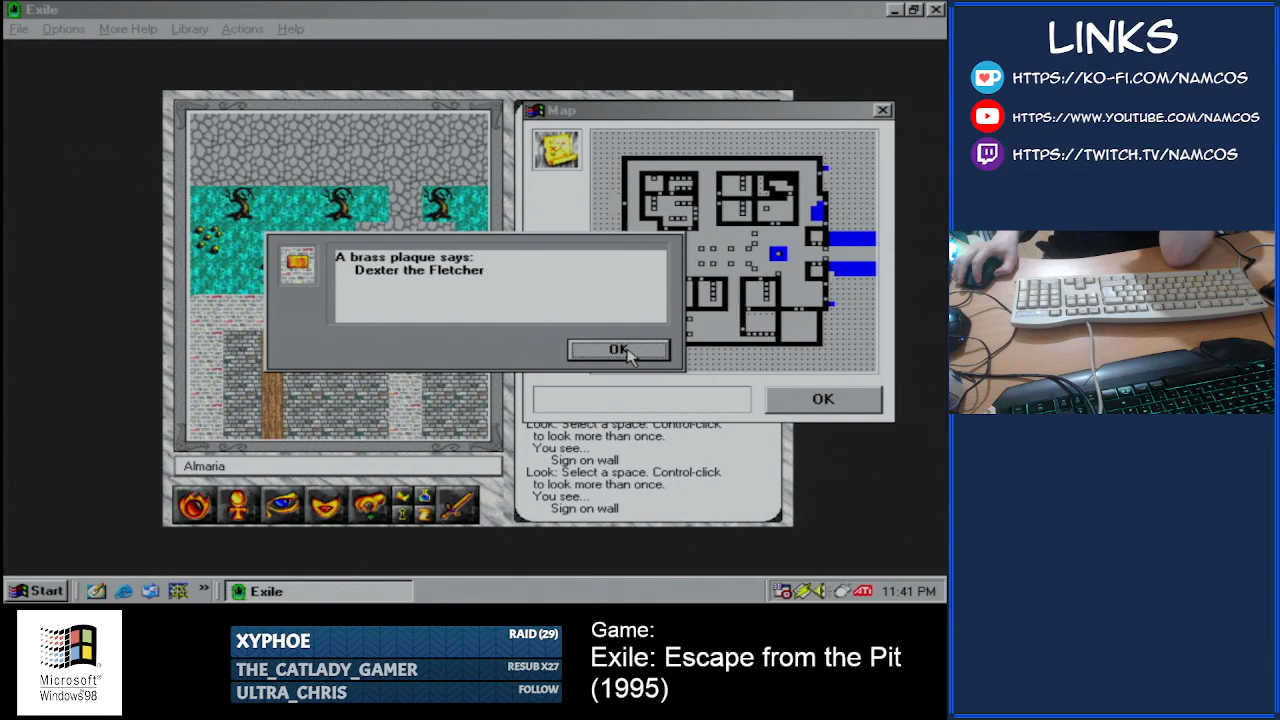 Exile
File Options More Help Library Actions Help
Map
A brass plaque says:
Dexter the Fletcher
OK
OK
Look: Select a space. Control-click
to look more than once.
You see...
Sign on wall
Look: Select a space. Control-click
to look more than once.
You see...
Sign on wall
Almaria
Start
Exile
ATI
11:41 PM
LINKS
HTTPS://KO-FI.COM/NAMCOS
HTTPS://WWW.YOUTUBE.COM/NAMCOS
HTTPS://TWITCH.TV/NAMCOS
Microsoft
Windows98
XYPHOE RAID (29)
THE_CATLADY_GAMER RESUB X27
ULTRA_CHRIS FOLLOW
Game:
Exile: Escape from the Pit
(1995)